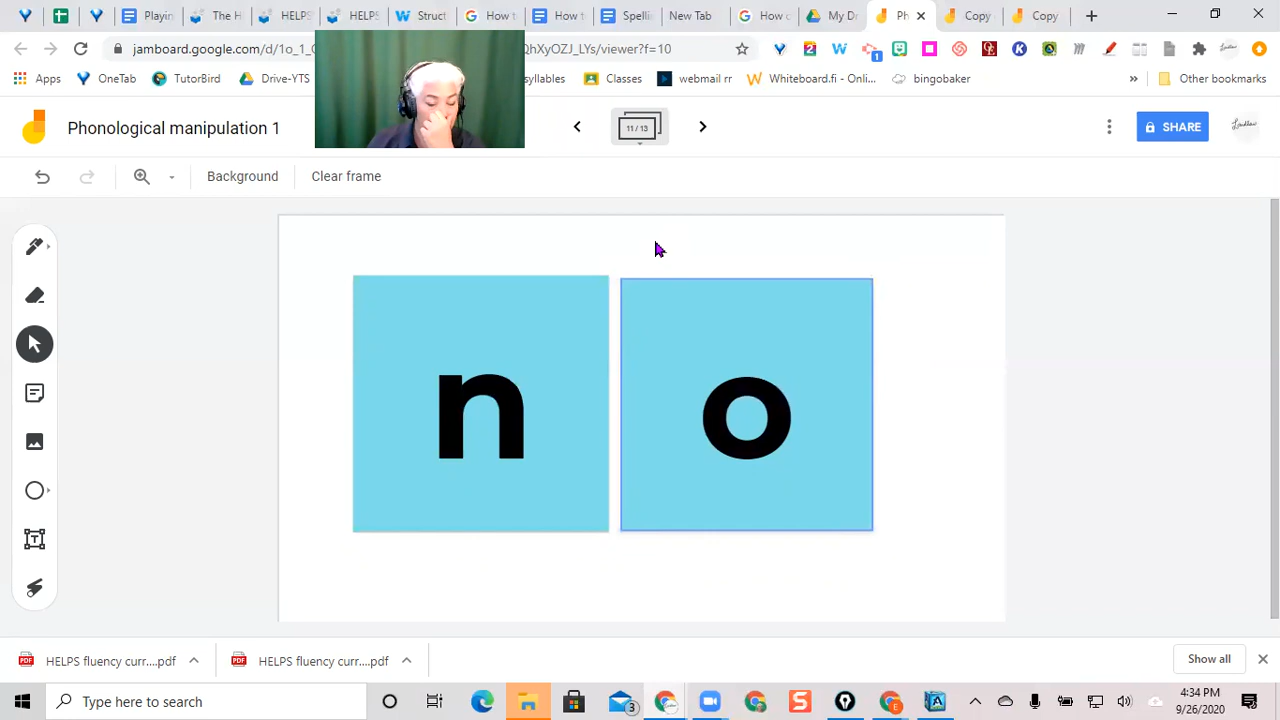 Playin
The H
HELPS
HELPS
Struct
How t
How t
Spellin
New Tab
How c
My Dr
Ph
Copy
Copy
jamboard.google.com/d/1o_1_
QhXyOZJ_LYs/viewer?f=10
Apps
OneTab
TutorBird
Drive-YTS
syllables
Classes
webmail rr
Whiteboard.fi - Onli...
bingobaker
»
Other bookmarks
Phonological manipulation 1
11 / 13
SHARE
Background
Clear frame
n o
HELPS fluency curr....pdf
HELPS fluency curr....pdf
Show all
Type here to search
3
4:34 PM
9/26/2020